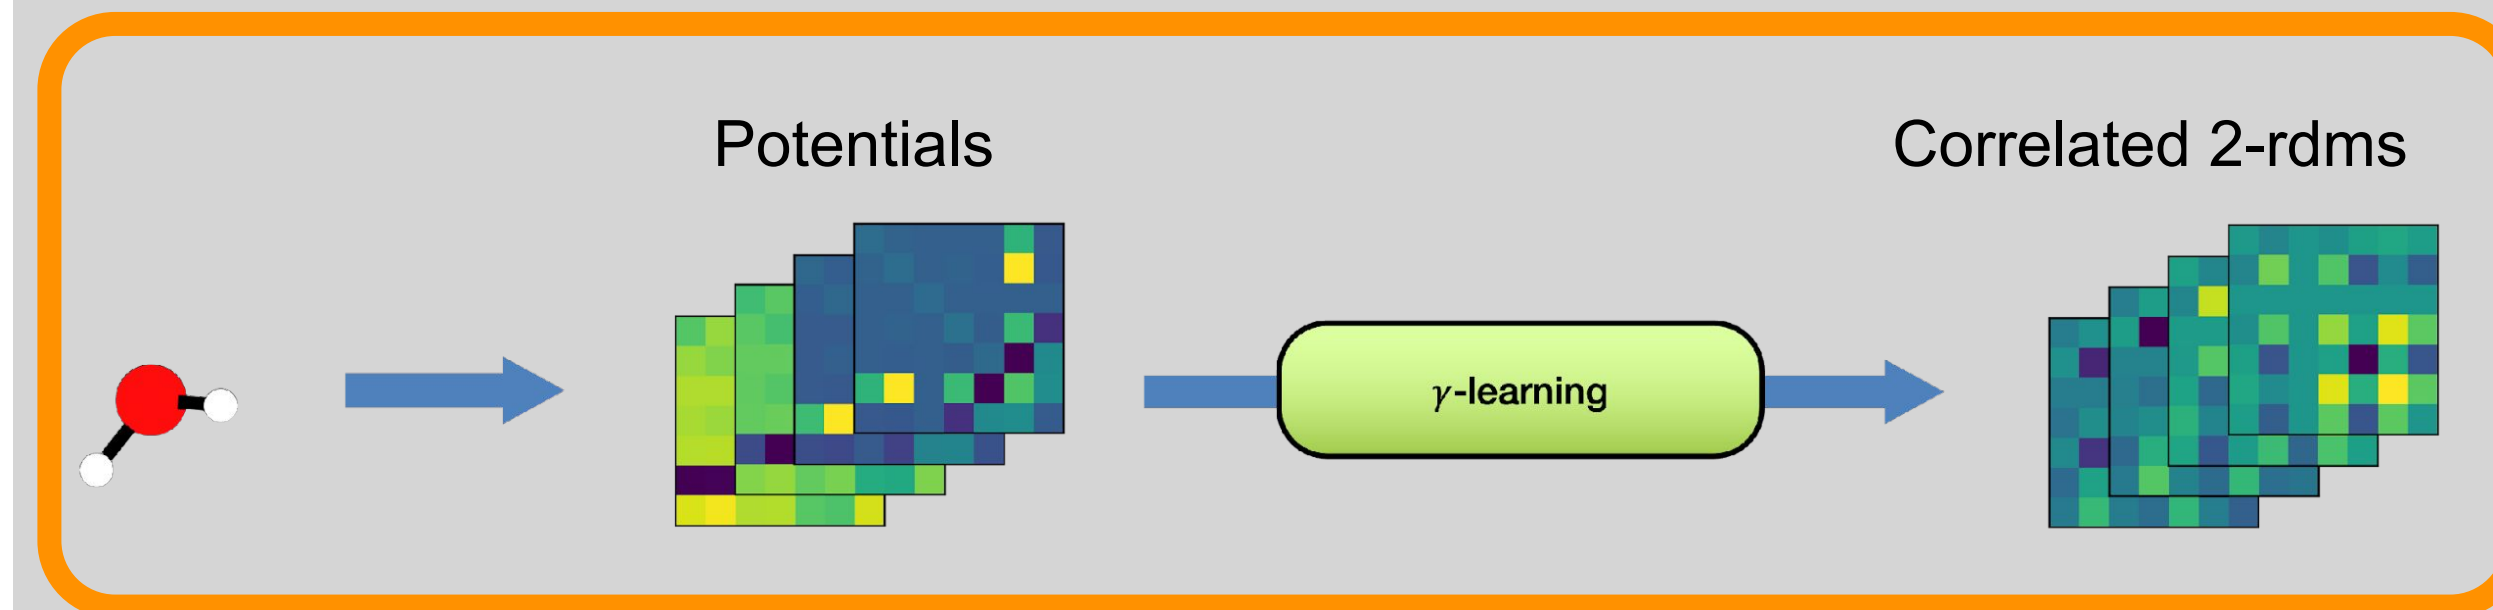 Potentials
Correlated 2-rdms
γ-learning